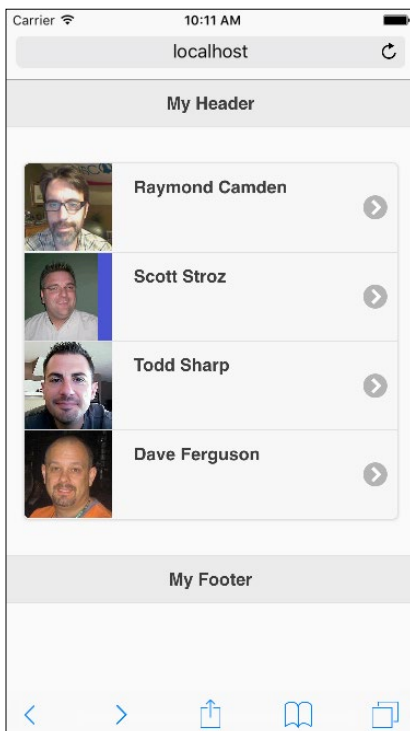 Carrier 10:11 AM
localhost
My Header
Raymond Camden
Scott Stroz
Todd Sharp
Dave Ferguson
My Footer